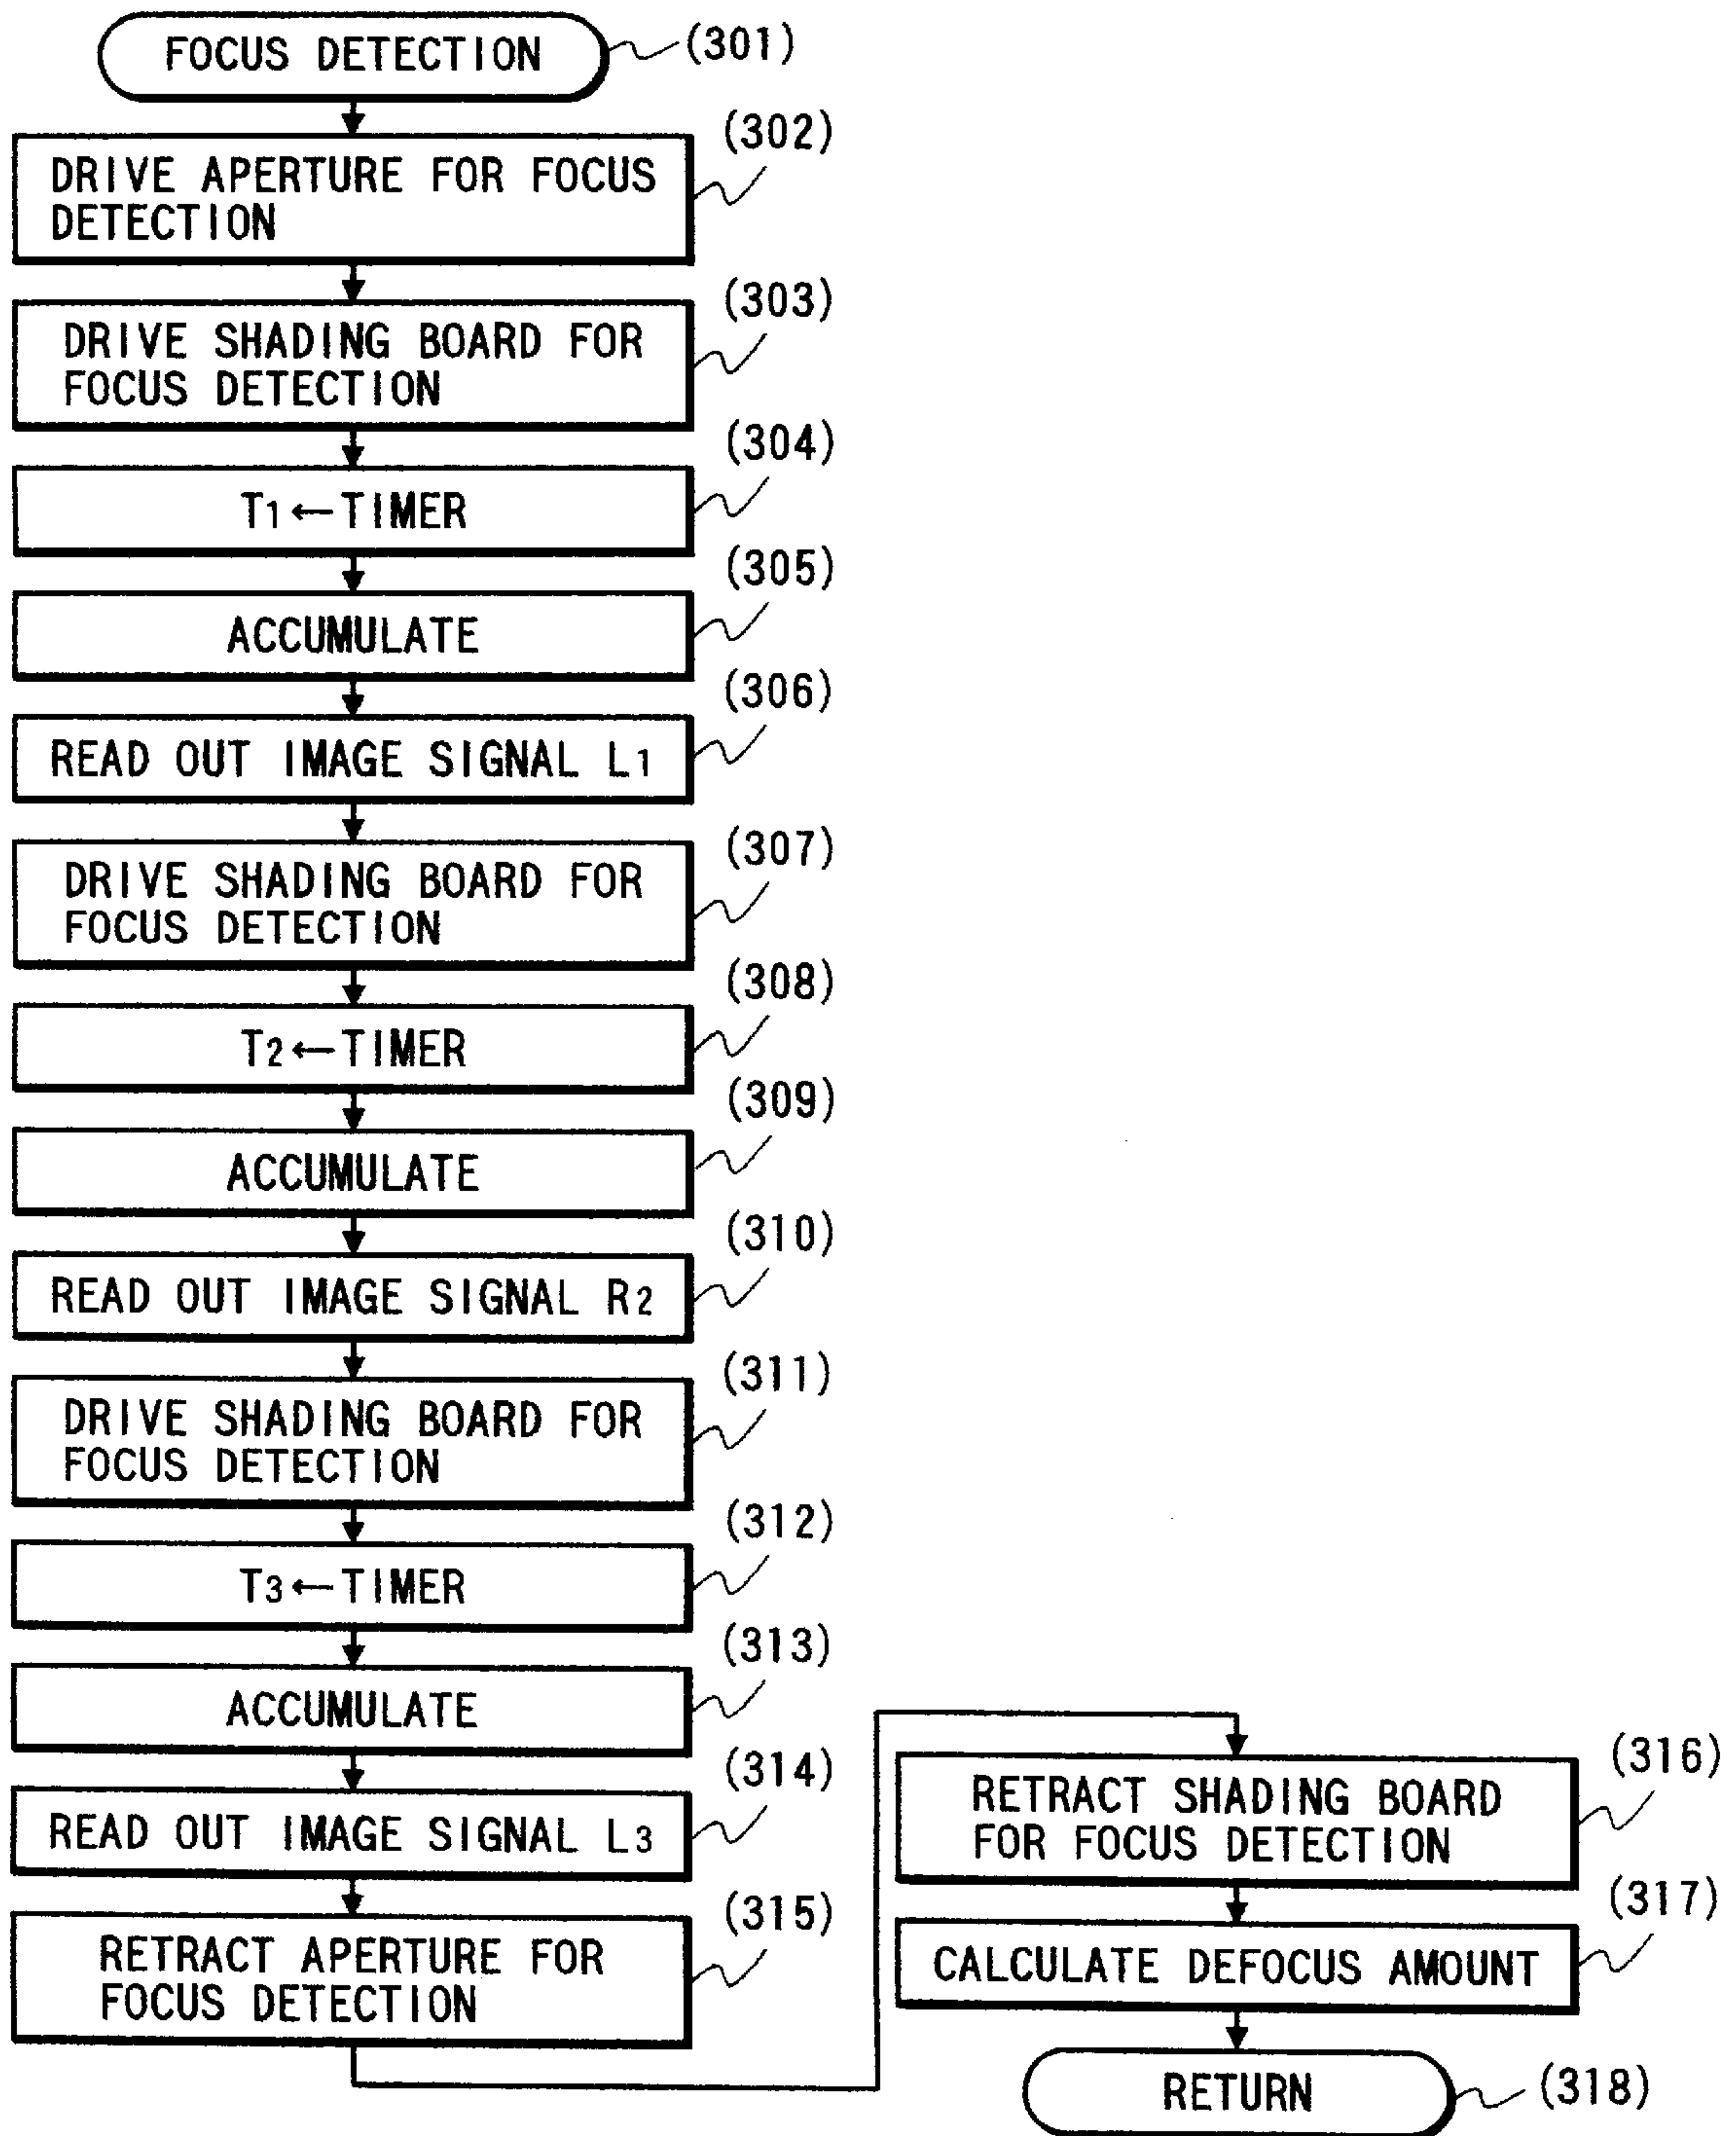 FOCUS DETECTION
(301)
(302)
DRIVE APERTURE FOR FOCUS
DETECTION
(303)
DRIVE SHADING BOARD FOR
FOCUS DETECTION
(304)
T1←TIMER
(305)
ACCUMULATE
(306)
READ OUT IMAGE SIGNAL L1
(307)
DRIVE SHADING BOARD FOR
FOCUS DETECTION
(308)
T2←TIMER
(309)
ACCUMULATE
(310)
READ OUT IMAGE SIGNAL R2
(311)
DRIVE SHADING BOARD FOR
FOCUS DETECTION
(312)
T3←TIMER
(313)
ACCUMULATE
(314)
READ OUT IMAGE SIGNAL L3
(315)
RETRACT APERTURE FOR
FOCUS DETECTION
(316)
RETRACT SHADING BOARD
FOR FOCUS DETECTION
(317)
CALCULATE DEFOCUS AMOUNT
RETURN
(318)